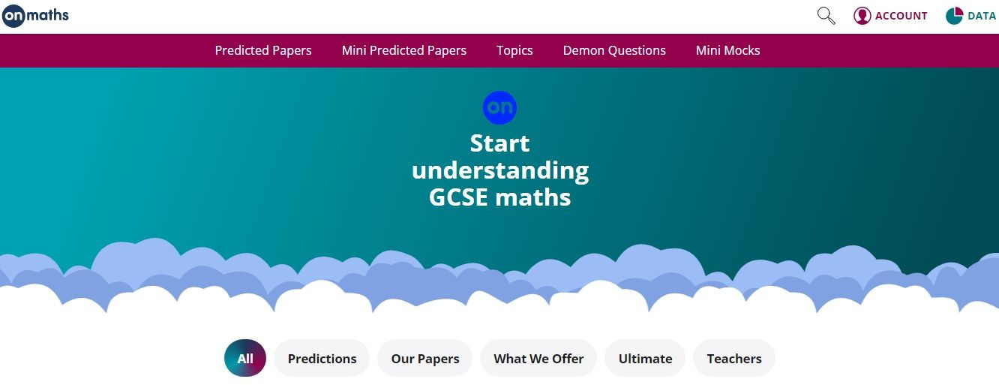 onmaths
ACCOUNT
DATA
Predicted Papers
Mini Predicted Papers
Topics
Demon Questions
Mini Mocks
on
Start
understanding
GCSE maths
All
Predictions
Our Papers
What We Offer
Ultimate
Teachers